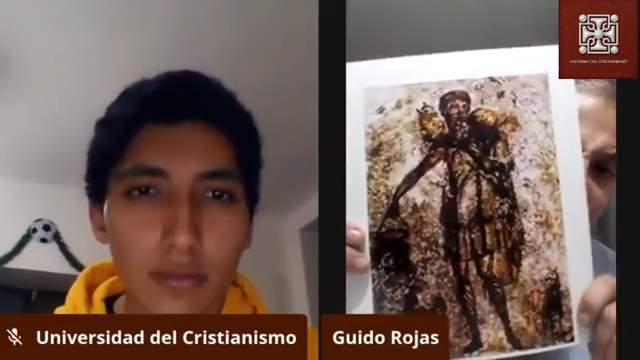 HISTORIA DEL CRISTIANISMO
Universidad del Cristianismo
Guido Rojas